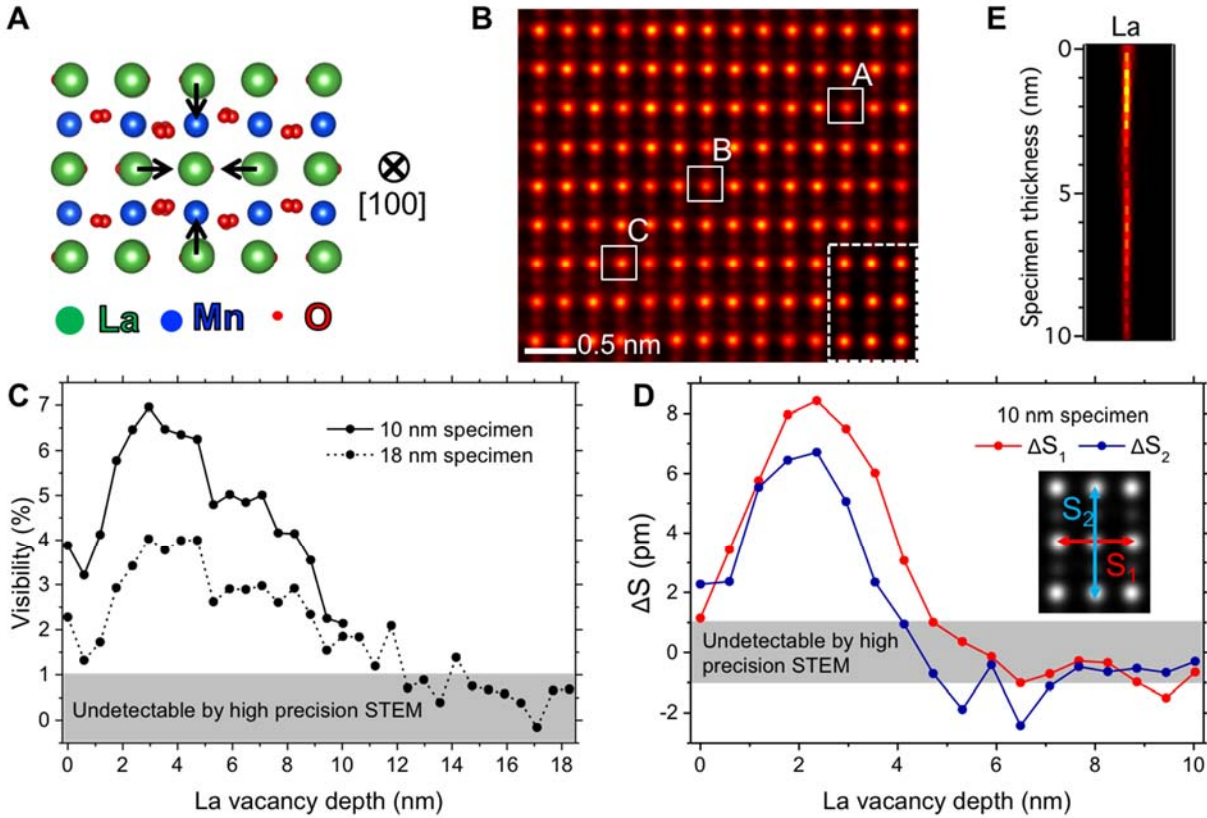 A
[100]
La Mn O
B
A
B
C
0.5 nm
E
La
0
5
10
Specimen thickness (nm)
C
7
6
5
4
3
2
1
0
Visibility (%)
10 nm specimen
18 nm specimen
Undetectable by high precision STEM
0 2 4 6 8 10 12 14 16 18
La vacancy depth (nm)
D
8
6
4
2
0
-2
ΔS (pm)
10 nm specimen
ΔS₁ ΔS₂
S₂
S₁
Undetectable by high
precision STEM
0 2 4 6 8 10
La vacancy depth (nm)